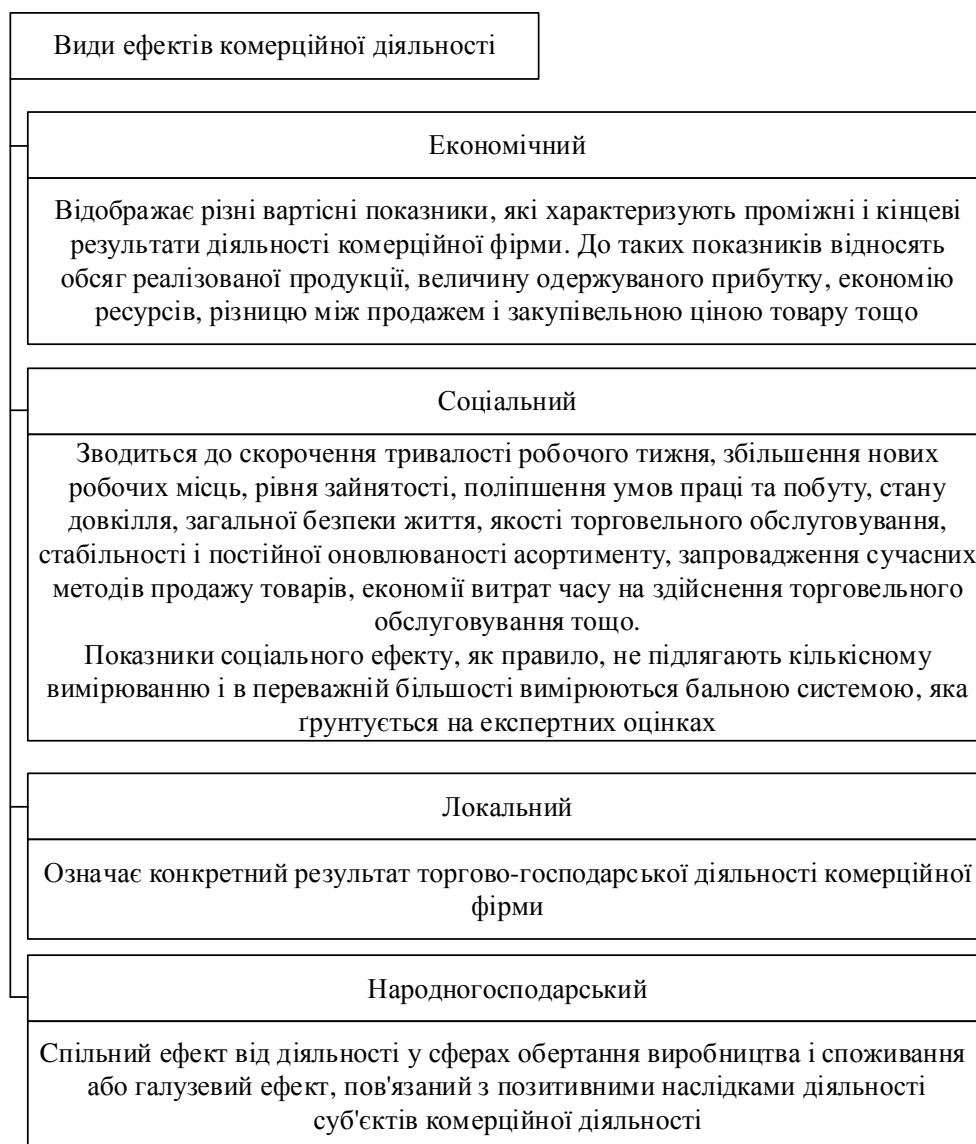 Види ефектів комерційної діяльності
Економічний
Відображає різні вартісні показники, які характеризують проміжні і кінцеві
результати діяльності комерційної фірми. До таких показників відносять
обсяг реалізованої продукції, величину одержуваного прибутку, економію
ресурсів, різницю між продажем і закупівельною ціною товару тощо
Соціальний
Зводиться до скорочення тривалості робочого тижня, збільшення нових
робочих місць, рівня зайнятості, поліпшення умов праці та побуту, стану
довкілля, загальної безпеки життя, якості торговельного обслуговування,
стабільності і постійної оновлюваності асортименту, запровадження сучасних
методів продажу товарів, економії витрат часу на здійснення торговельного
обслуговування тощо.
Показники соціального ефекту, як правило, не підлягають кількісному
вимірюванню і в переважній більшості вимірюються бальною системою, яка
ґрунтується на експертних оцінках
Локальний
Означає конкретний результат торгово-господарської діяльності комерційної
фірми
Народногосподарський
Спільний ефект від діяльності у сферах обертання виробництва і споживання
або галузевий ефект, пов'язаний з позитивними наслідками діяльності
суб'єктів комерційної діяльності